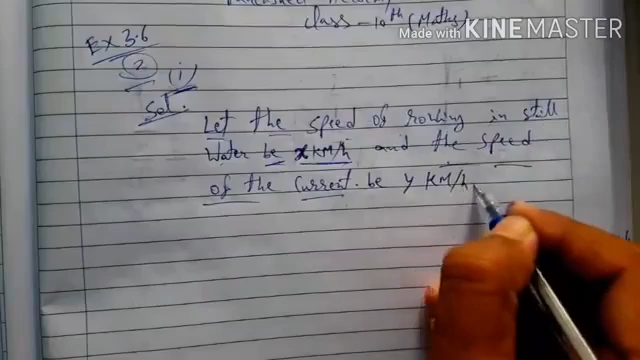 class - 10th (Maths)
Made with KINEMASTER
EX 3.6
(2) (i)
Sol.
Let the speed of rowing in still
water be x KM/h and the speed
of the current be y KM/h